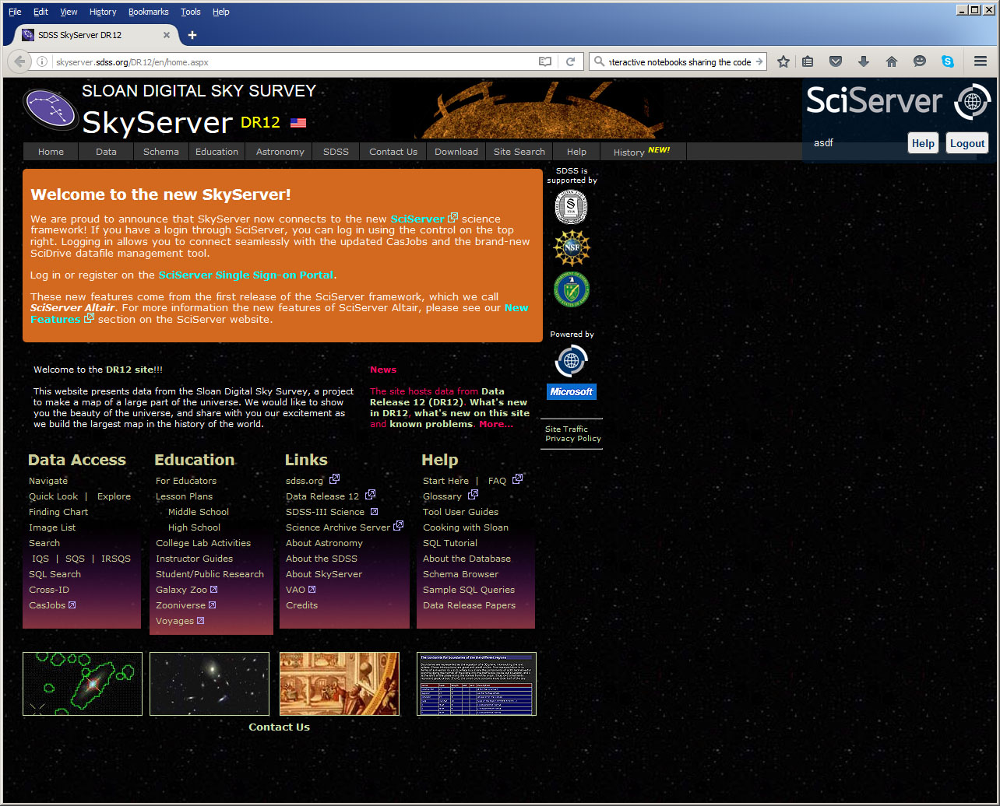 File Edit View History Bookmarks Tools Help
SDSS SkyServer DR12
skyserver.sdss.org/DR12/en/home.aspx
nteractive notebooks sharing the code
SLOAN DIGITAL SKY SURVEY
SkyServer DR12
SciServer
asdf Help Logout
Home Data Schema Education Astronomy SDSS Contact Us Download Site Search Help History NEW!
Welcome to the new SkyServer!
We are proud to announce that SkyServer now connects to the new SciServer science
framework! If you have a login through SciServer, you can log in using the control on the top
right. Logging in allows you to connect seamlessly with the updated CasJobs and the brand-new
SciDrive datafile management tool.
Log in or register on the SciServer Single Sign-on Portal.
These new features come from the first release of the SciServer framework, which we call
SciServer Altair. For more information the new features of SciServer Altair, please see our New
Features section on the SciServer website.
SDSS is
supported by
NSF
Powered by
Microsoft
Site Traffic
Privacy Policy
Welcome to the DR12 site!!!
This website presents data from the Sloan Digital Sky Survey, a project
to make a map of a large part of the universe. We would like to show
you the beauty of the universe, and share with you our excitement as
we build the largest map in the history of the world.
News
The site hosts data from Data
Release 12 (DR12). What's new
in DR12, what's new on this site
and known problems. More...
Data Access
Navigate
Quick Look | Explore
Finding Chart
Image List
Search
IQS | SQS | IRSQS
SQL Search
Cross-ID
CasJobs
Education
For Educators
Lesson Plans
Middle School
High School
College Lab Activities
Instructor Guides
Student/Public Research
Galaxy Zoo
Zooniverse
Voyages
Links
sdss.org
Data Release 12
SDSS-III Science
Science Archive Server
About Astronomy
About the SDSS
About SkyServer
VAO
Credits
Help
Start Here | FAQ
Glossary
Tool User Guides
Cooking with Sloan
SQL Tutorial
About the Database
Schema Browser
Sample SQL Queries
Data Release Papers
The contraints for boundaries of the the different regions
Contact Us